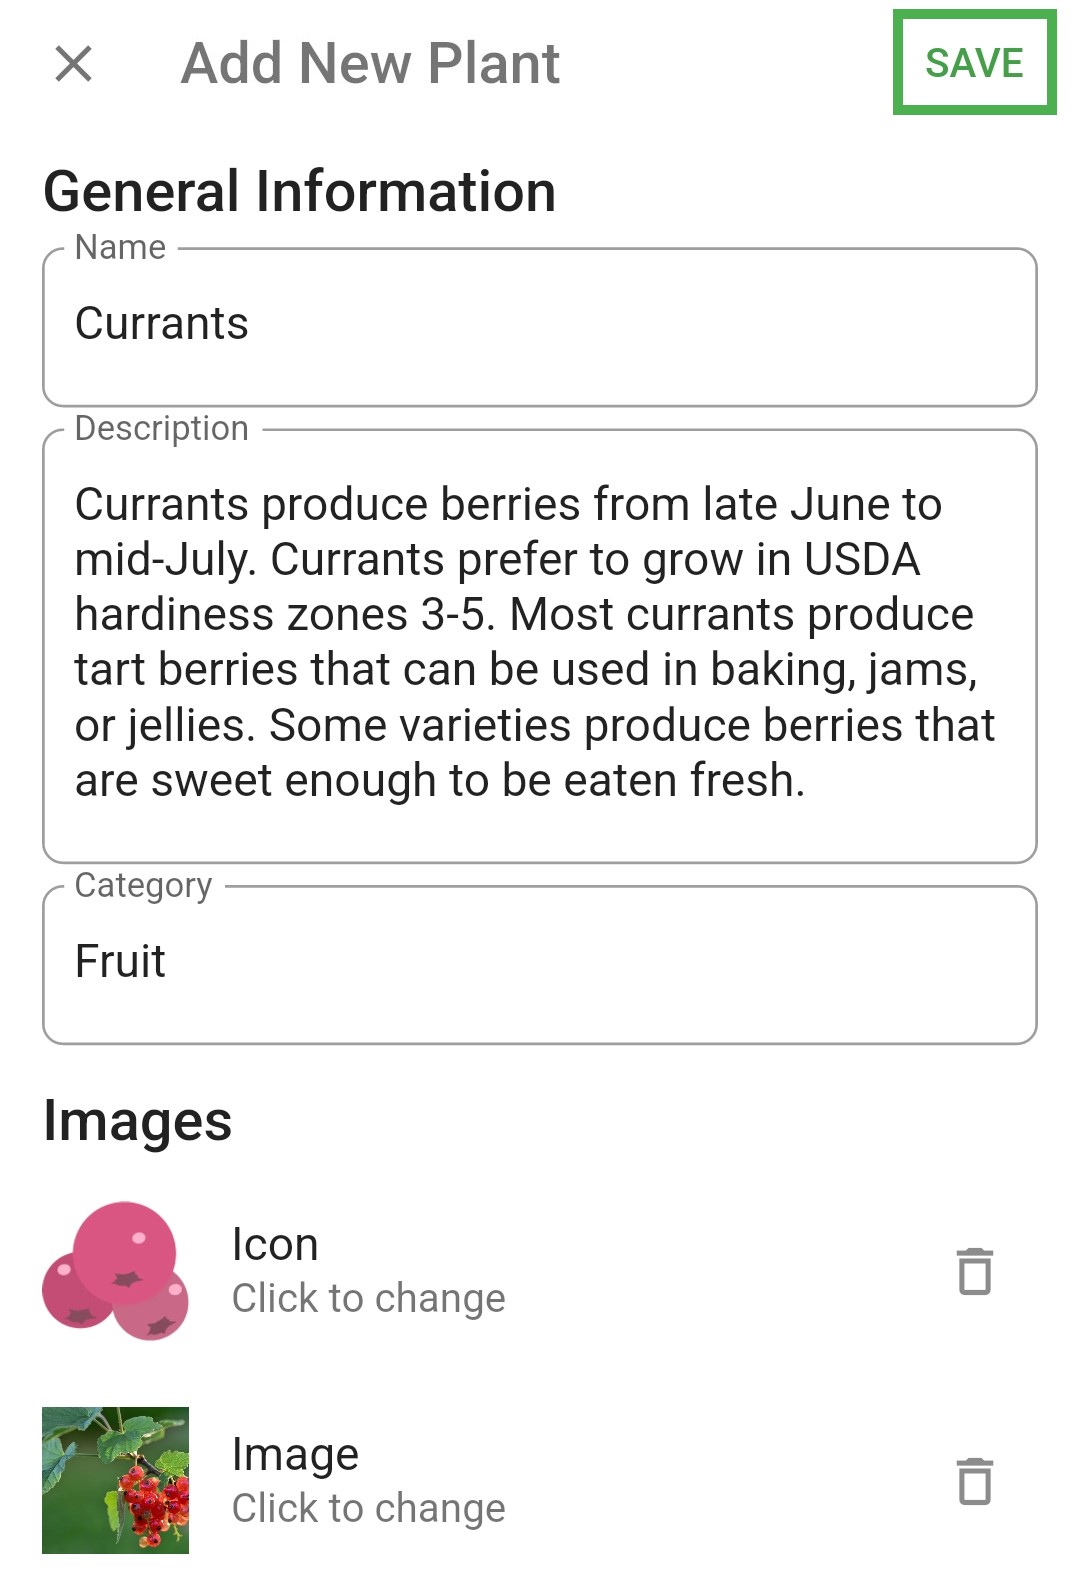 Add New Plant
SAVE
General Information
Name
Currants
Description
Currants produce berries from late June to
mid-July. Currants prefer to grow in USDA
hardiness zones 3-5. Most currants produce
tart berries that can be used in baking, jams,
or jellies. Some varieties produce berries that
are sweet enough to be eaten fresh.
Category
Fruit
Images
Icon
Click to change
Image
Click to change